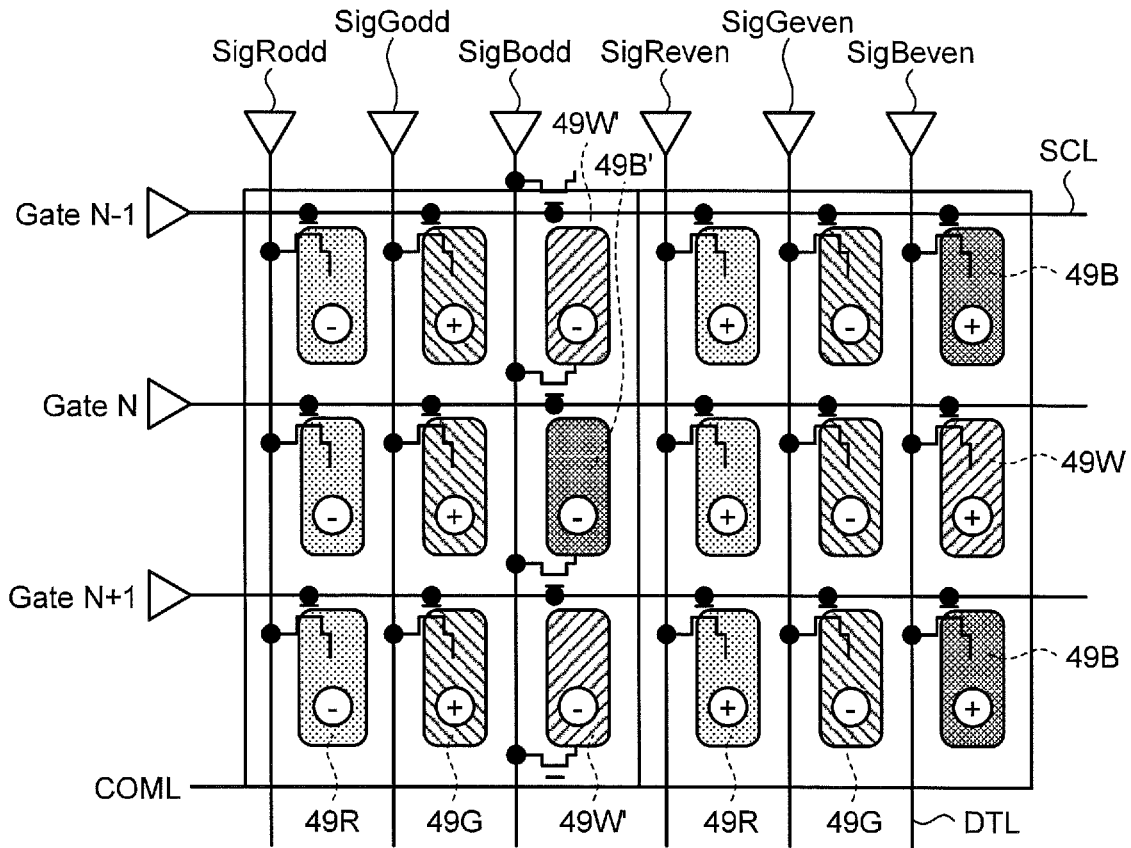 SigGodd
SigGeven
SigRodd
SigBodd
SigReven
SigBeven
49W'
49B'
SCL
Gate N-1
49B
- + - + - +
Gate N
49W
- + - + - +
Gate N+1
49B
- + - + - +
COML
49R
49G
49W'
49R
49G
DTL